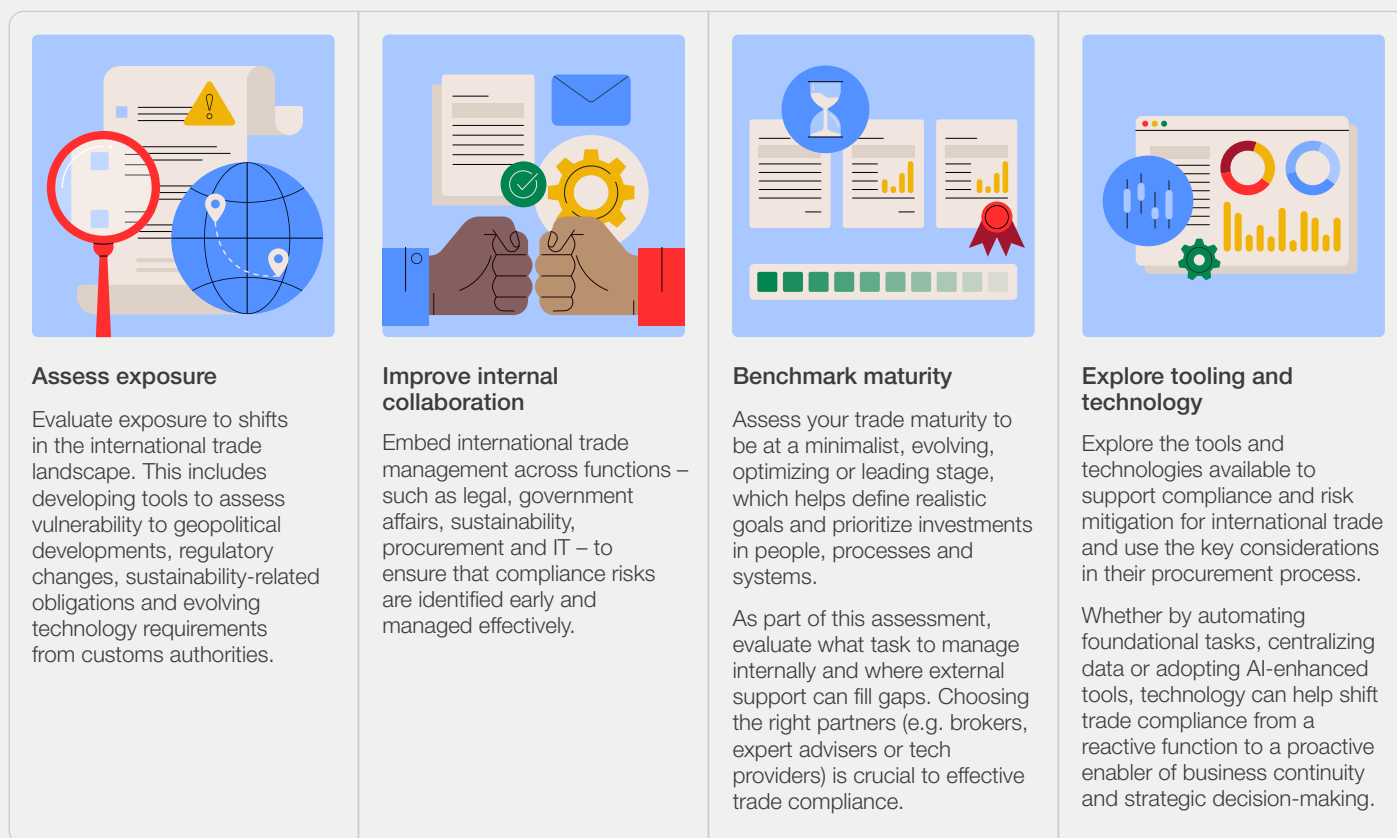 Assess exposure
Evaluate exposure to shifts
in the international trade
landscape. This includes
developing tools to assess
vulnerability to geopolitical
developments, regulatory
changes, sustainability-related
obligations and evolving
technology requirements
from customs authorities.
Improve internal
collaboration
Embed international trade
management across functions –
such as legal, government
affairs, sustainability,
procurement and IT – to
ensure that compliance risks
are identified early and
managed effectively.
Benchmark maturity
Assess your trade maturity to
be at a minimalist, evolving,
optimizing or leading stage,
which helps define realistic
goals and prioritize investments
in people, processes and
systems.
As part of this assessment,
evaluate what task to manage
internally and where external
support can fill gaps. Choosing
the right partners (e.g. brokers,
expert advisers or tech
providers) is crucial to effective
trade compliance.
Explore tooling and
technology
Explore the tools and
technologies available to
support compliance and risk
mitigation for international trade
and use the key considerations
in their procurement process.
Whether by automating
foundational tasks, centralizing
data or adopting AI-enhanced
tools, technology can help shift
trade compliance from a
reactive function to a proactive
enabler of business continuity
and strategic decision-making.